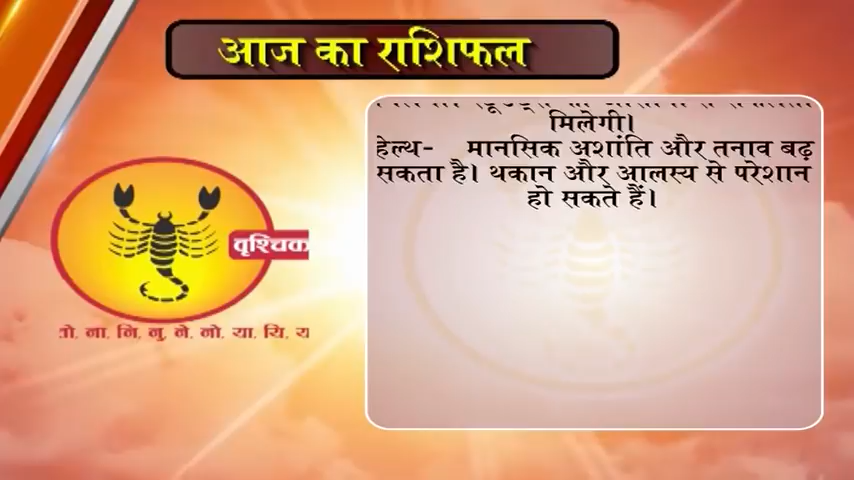 आज का राशिफल
मिलेगी।
हेल्थ- मानसिक अशांति और तनाव बढ़
सकता है। थकान और आलस्य से परेशान
हो सकते हैं।
वृश्चिक
ना, नि, नु, ने, नो, या, यि,